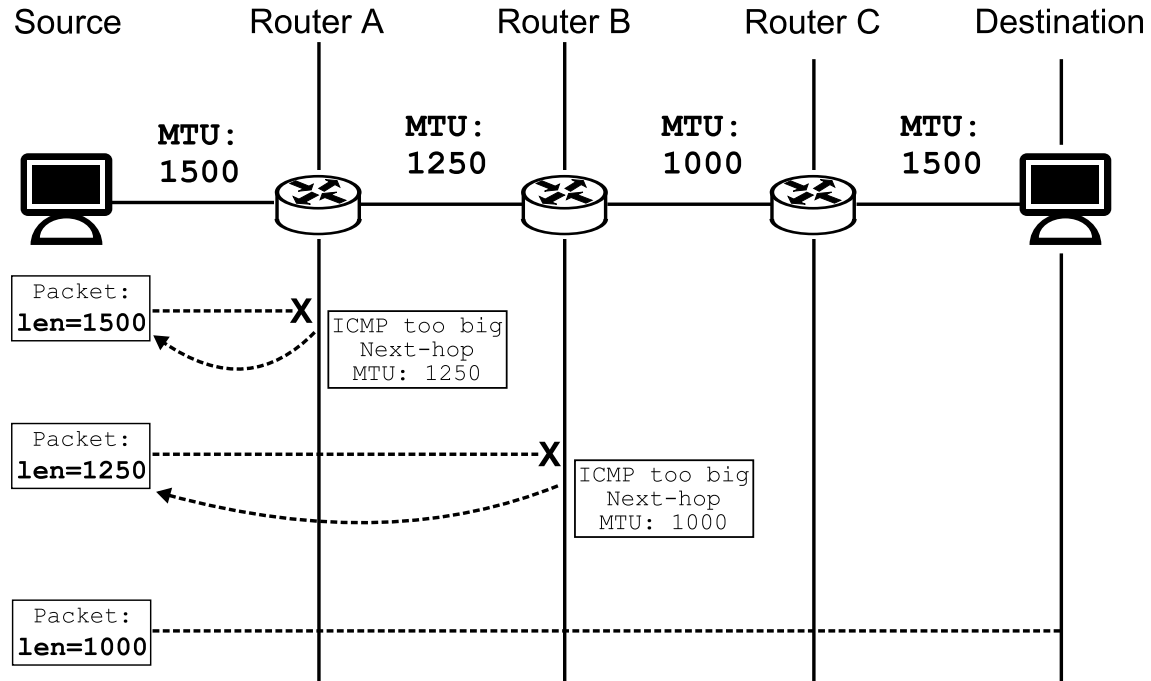 Source
Router A
Router B
Router C
Destination
MTU:
1500
MTU:
1250
MTU:
1000
MTU:
1500
Packet:
len=1500
X
ICMP too big
Next-hop
MTU: 1250
Packet:
len=1250
X
ICMP too big
Next-hop
MTU: 1000
Packet:
len=1000